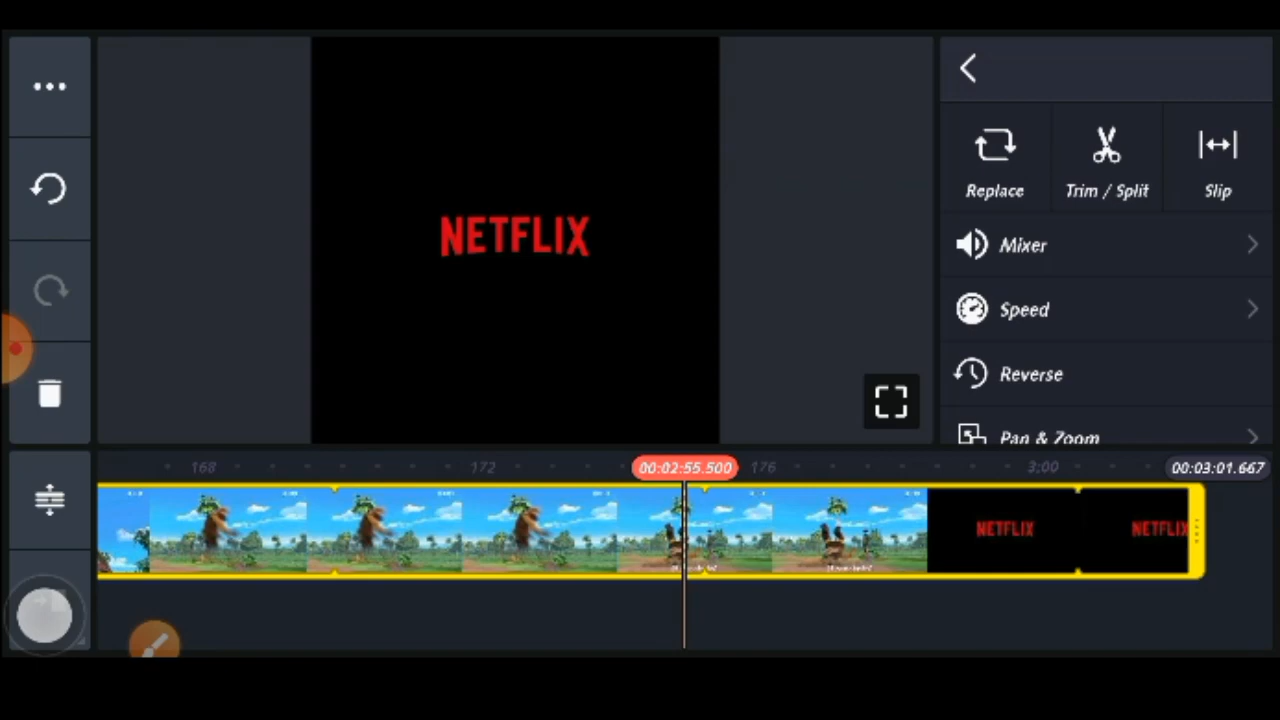 NETFLIX
Replace
Trim / Split
Slip
Mixer
Speed
Reverse
Pan & Zoom
168
172
00:02:55.500
176
3;00
00:03:01.667
NETFLIX
NETFLIX